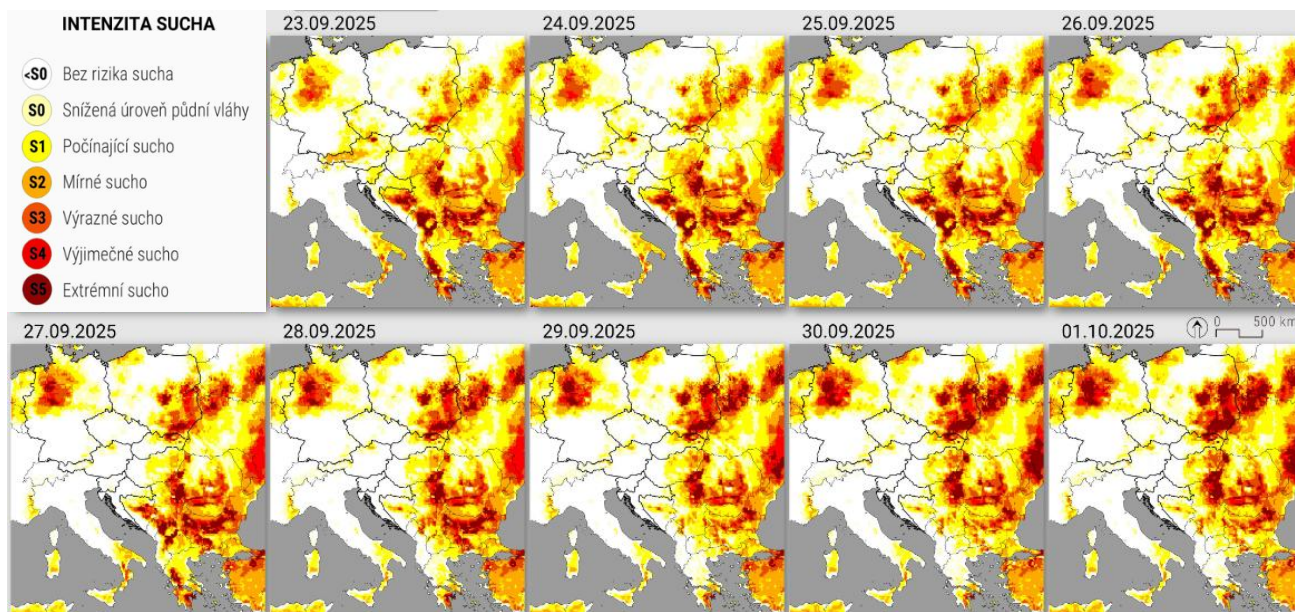 INTENZITA SUCHA
<S0 Bez rizika sucha
S0 Snížená úroveň půdní vláhy
S1 Počínající sucho
S2 Mírné sucho
S3 Výrazné sucho
S4 Výjimečné sucho
S5 Extrémní sucho
23.09.2025
24.09.2025
25.09.2025
26.09.2025
27.09.2025
28.09.2025
29.09.2025
30.09.2025
01.10.2025
0 500 km